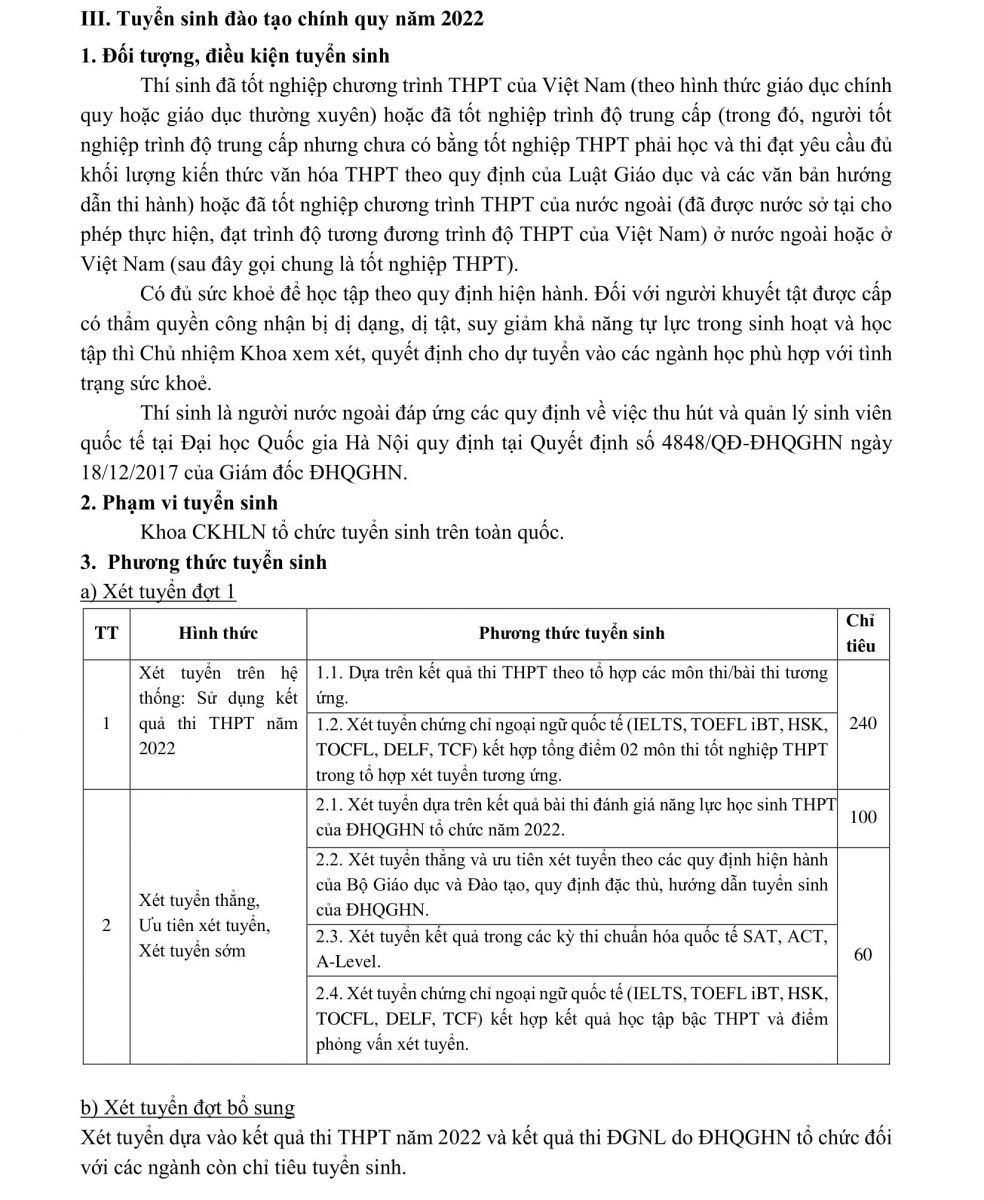 III. Tuyển sinh đào tạo chính quy năm 2022
1. Đối tượng, điều kiện tuyển sinh
Thí sinh đã tốt nghiệp chương trình THPT của Việt Nam (theo hình thức giáo dục chính
quy hoặc giáo dục thường xuyên) hoặc đã tốt nghiệp trình độ trung cấp (trong đó, người tốt
nghiệp trình độ trung cấp nhưng chưa có bằng tốt nghiệp THPT phải học và thi đạt yêu cầu đủ
khối lượng kiến thức văn hóa THPT theo quy định của Luật Giáo dục và các văn bản hướng
dẫn thi hành) hoặc đã tốt nghiệp chương trình THPT của nước ngoài (đã được nước sở tại cho
phép thực hiện, đạt trình độ tương đương trình độ THPT của Việt Nam) ở nước ngoài hoặc ở
Việt Nam (sau đây gọi chung là tốt nghiệp THPT).
Có đủ sức khoẻ để học tập theo quy định hiện hành. Đối với người khuyết tật được cấp
có thẩm quyền công nhận bị dị dạng, dị tật, suy giảm khả năng tự lực trong sinh hoạt và học
tập thì Chủ nhiệm Khoa xem xét, quyết định cho dự tuyển vào các ngành học phù hợp với tình
trạng sức khoẻ.
Thí sinh là người nước ngoài đáp ứng các quy định về việc thu hút và quản lý sinh viên
quốc tế tại Đại học Quốc gia Hà Nội quy định tại Quyết định số 4848/QĐ-ĐHQGHN ngày
18/12/2017 của Giám đốc ĐHQGHN.
2. Phạm vi tuyển sinh
Khoa CKHLN tổ chức tuyển sinh trên toàn quốc.
3. Phương thức tuyển sinh
a) Xét tuyển đợt 1
TT
Hình thức
Phương thức tuyển sinh
Chỉ
tiêu
1
Xét tuyển trên hệ
thống: Sử dụng kết
quả thi THPT năm
2022
1.1. Dựa trên kết quả thi THPT theo tổ hợp các môn thi/bài thi tương
ứng.
1.2. Xét tuyển chứng chỉ ngoại ngữ quốc tế (IELTS, TOEFL iBT, HSK,
TOCFL, DELF, TCF) kết hợp tổng điểm 02 môn thi tốt nghiệp THPT
trong tổ hợp xét tuyển tương ứng.
240
2
Xét tuyển thẳng,
Ưu tiên xét tuyển,
Xét tuyển sớm
2.1. Xét tuyển dựa trên kết quả bài thi đánh giá năng lực học sinh THPT
của ĐHQGHN tổ chức năm 2022.
100
2.2. Xét tuyển thẳng và ưu tiên xét tuyển theo các quy định hiện hành
của Bộ Giáo dục và Đào tạo, quy định đặc thù, hướng dẫn tuyển sinh
của ĐHQGHN.
2.3. Xét tuyển kết quả trong các kỳ thi chuẩn hóa quốc tế SAT, ACT,
A-Level.
2.4. Xét tuyển chứng chỉ ngoại ngữ quốc tế (IELTS, TOEFL iBT, HSK,
TOCFL, DELF, TCF) kết hợp kết quả học tập bậc THPT và điểm
phỏng vấn xét tuyển.
60
b) Xét tuyển đợt bổ sung
Xét tuyển dựa vào kết quả thi THPT năm 2022 và kết quả thi ĐGNL do ĐHQGHN tổ chức đối
với các ngành còn chỉ tiêu tuyển sinh.